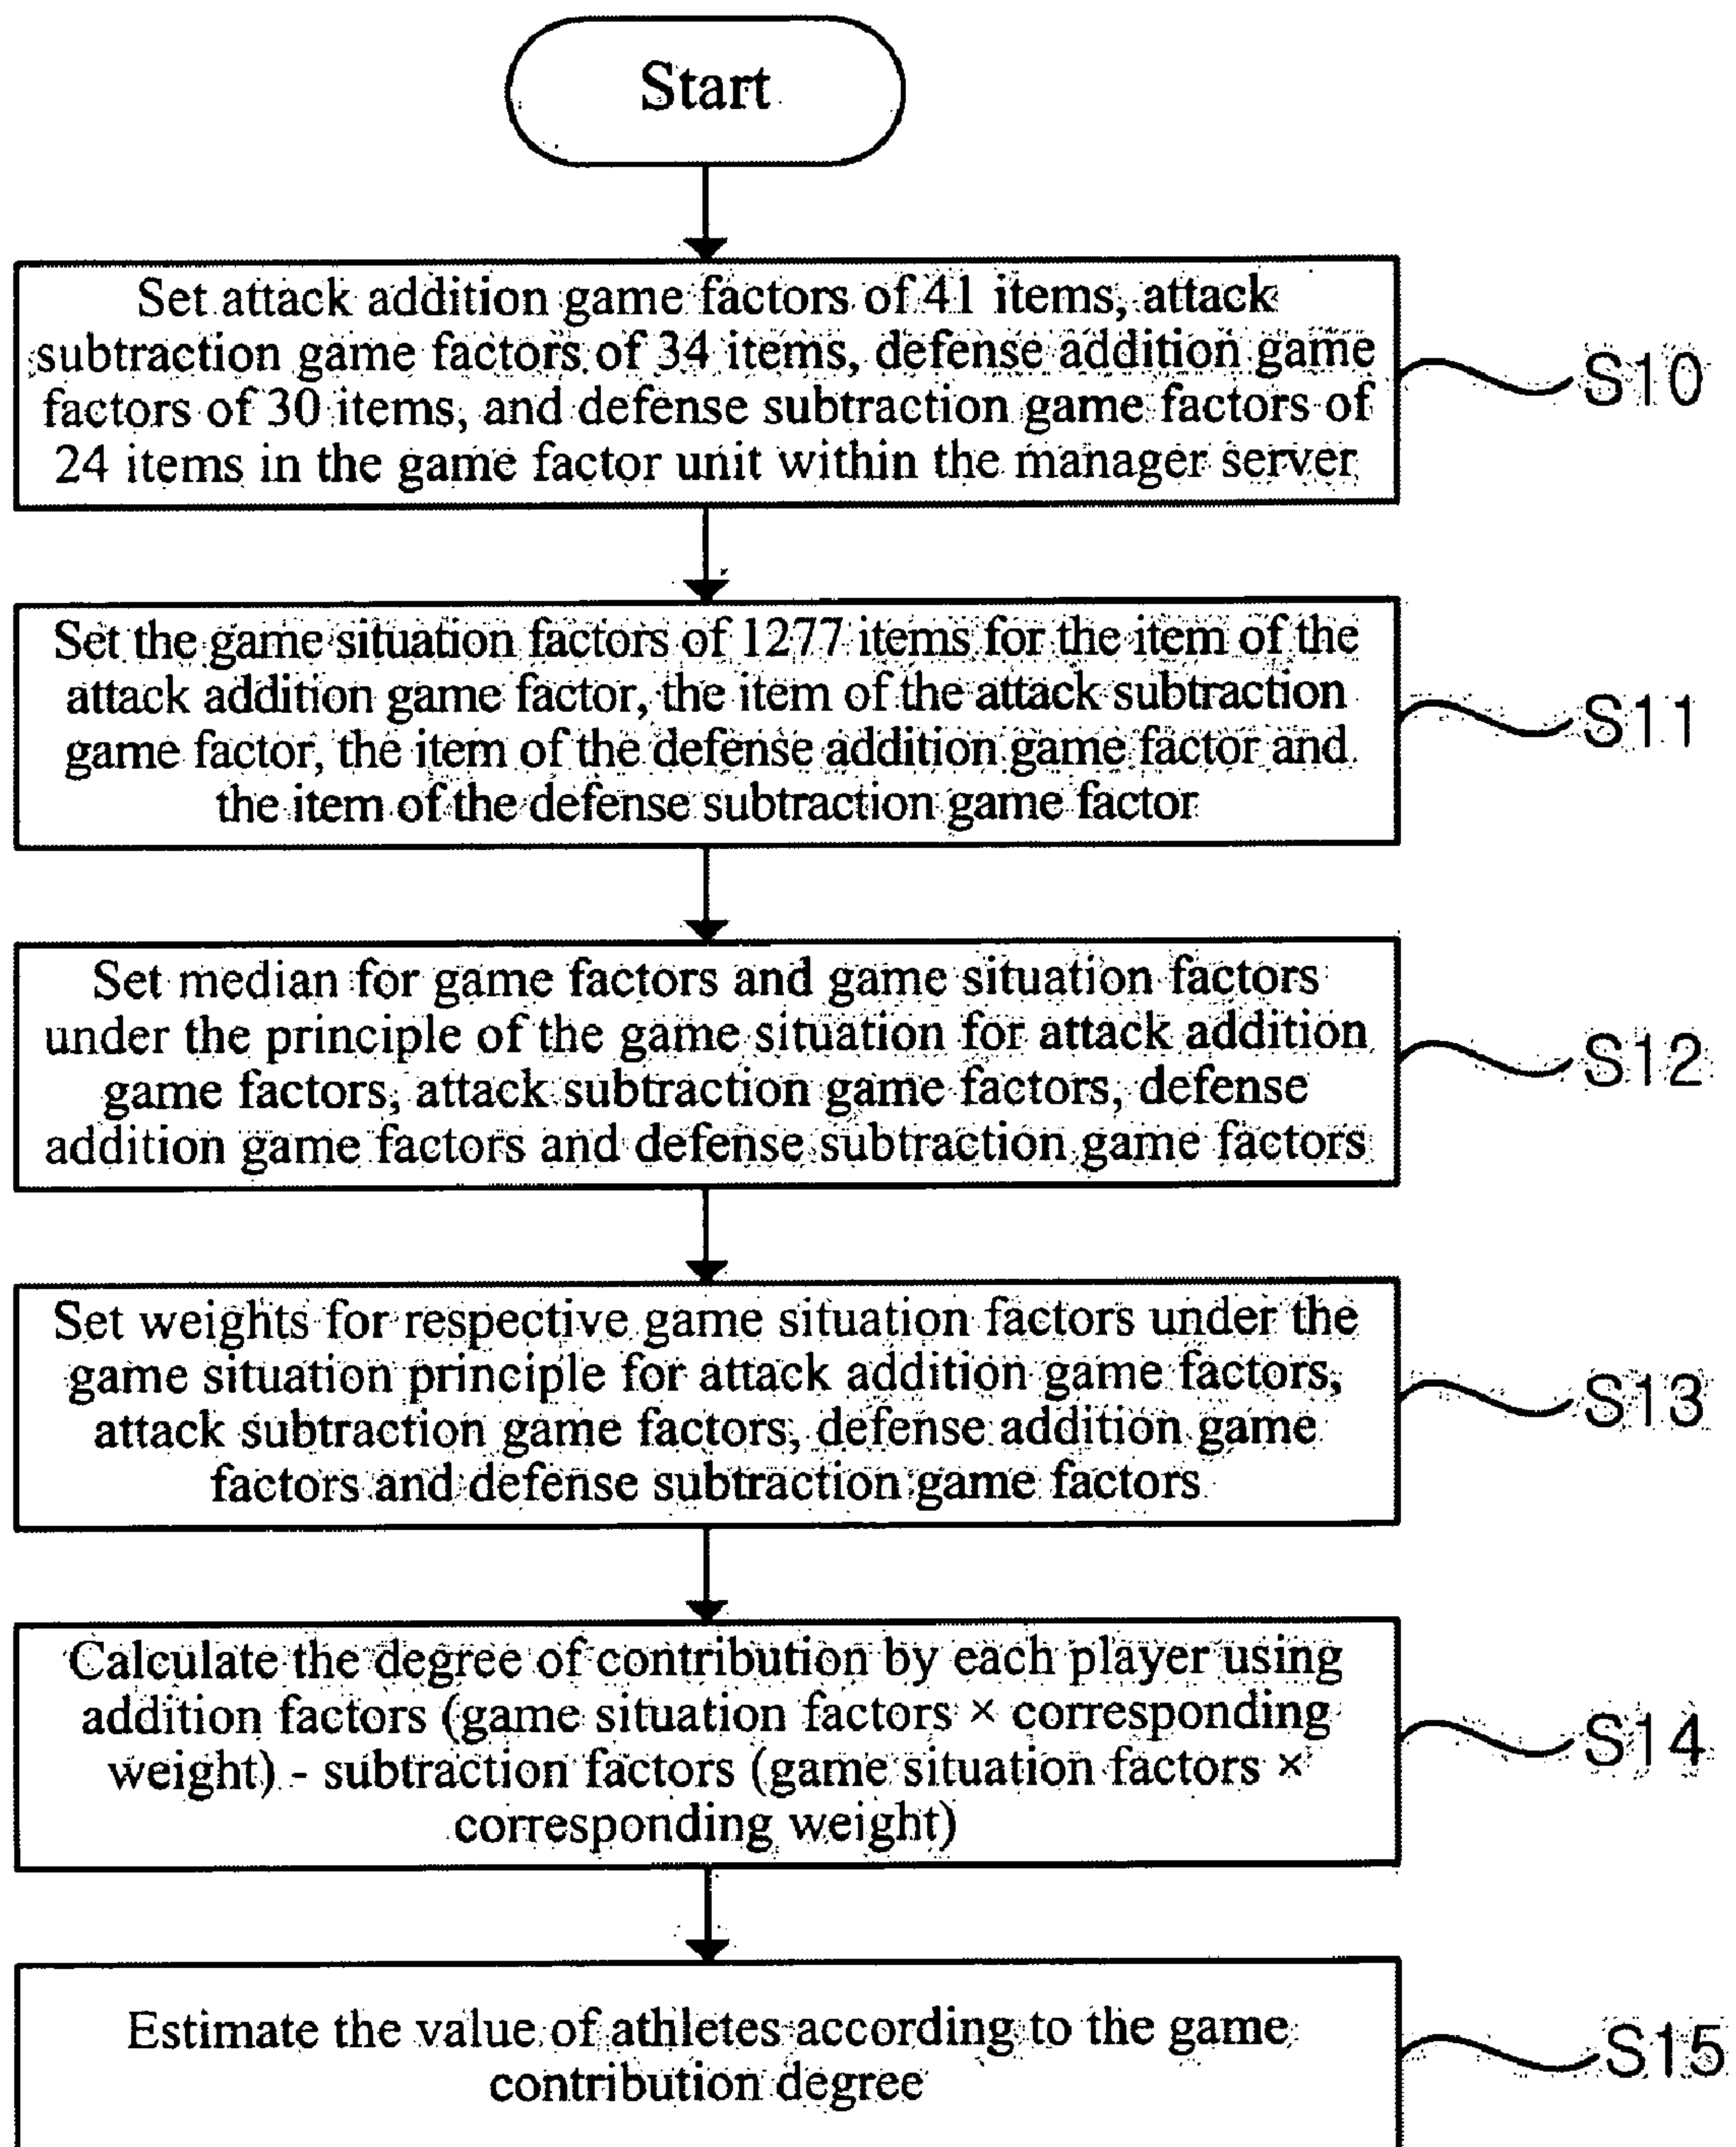 Start
Set attack addition game factors of 41 items, attack
subtraction game factors of 34 items, defense addition game
factors of 30 items, and defense subtraction game factors of
24 items in the game factor unit within the manager server
S10
Set the game situation factors of 1277 items for the item of the
attack addition game factor, the item of the attack subtraction
game factor, the item of the defense addition game factor and
the item of the defense subtraction game factor
S11
Set median for game factors and game situation factors
under the principle of the game situation for attack addition
game factors, attack subtraction game factors, defense
addition game factors and defense subtraction game factors
S12
Set weights for respective game situation factors under the
game situation principle for attack addition game factors,
attack subtraction game factors, defense addition game
factors and defense subtraction game factors
S13
Calculate the degree of contribution by each player using
addition factors (game situation factors × corresponding
weight) - subtraction factors (game situation factors ×
corresponding weight)
S14
Estimate the value of athletes according to the game
contribution degree
S15